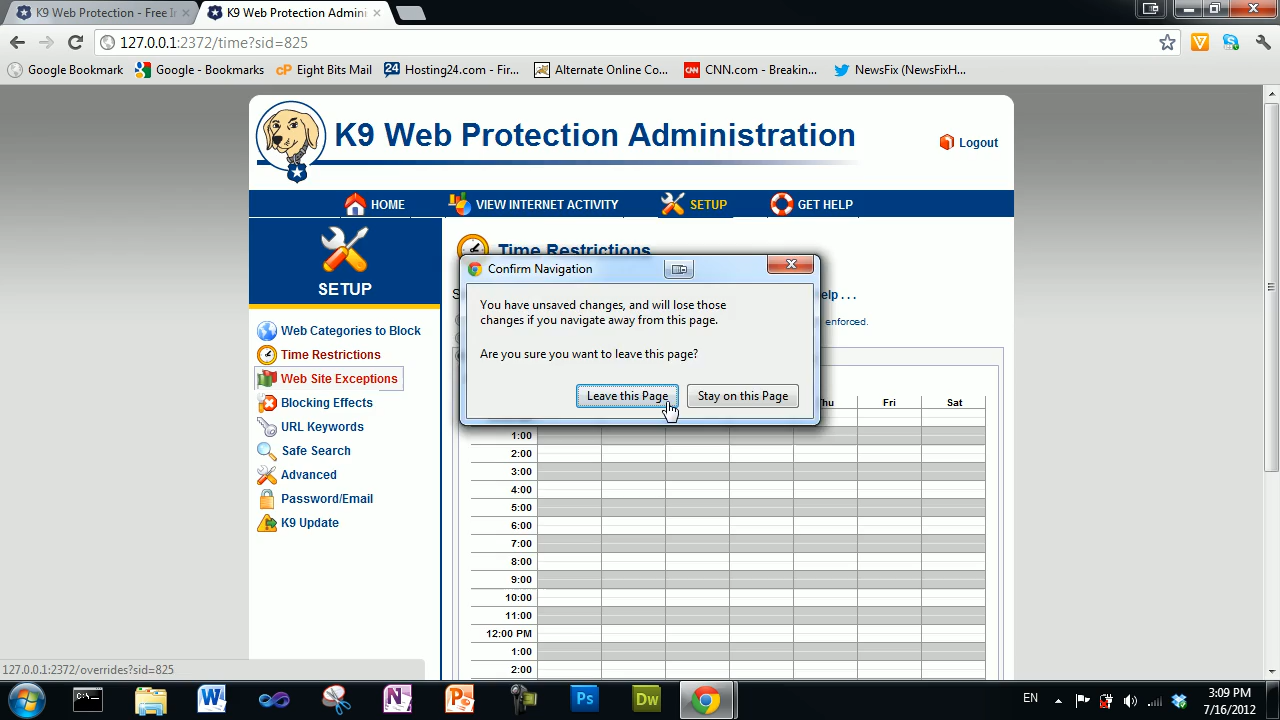 K9 Web Protection - Free In
K9 Web Protection Admini
127.0.0.1:2372/time?sid=825
Google Bookmark
Google - Bookmarks
Eight Bits Mail
Hosting24.com - Fir...
Alternate Online Co...
CNN.com - Breakin...
NewsFix (NewsFixH...
K9 Web Protection Administration
Logout
HOME
VIEW INTERNET ACTIVITY
SETUP
GET HELP
SETUP
Web Categories to Block
Time Restrictions
Web Site Exceptions
Blocking Effects
URL Keywords
Safe Search
Advanced
Password/Email
K9 Update
Time Restrictions
elp . . .
enforced.
Confirm Navigation
You have unsaved changes, and will lose those
changes if you navigate away from this page.
Are you sure you want to leave this page?
Leave this Page
Stay on this Page
Thu
Fri
Sat
1:00
2:00
3:00
4:00
5:00
6:00
7:00
8:00
9:00
10:00
11:00
12:00 PM
1:00
2:00
127.0.0.1:2372/overrides?sid=825
EN
3:09 PM
7/16/2012